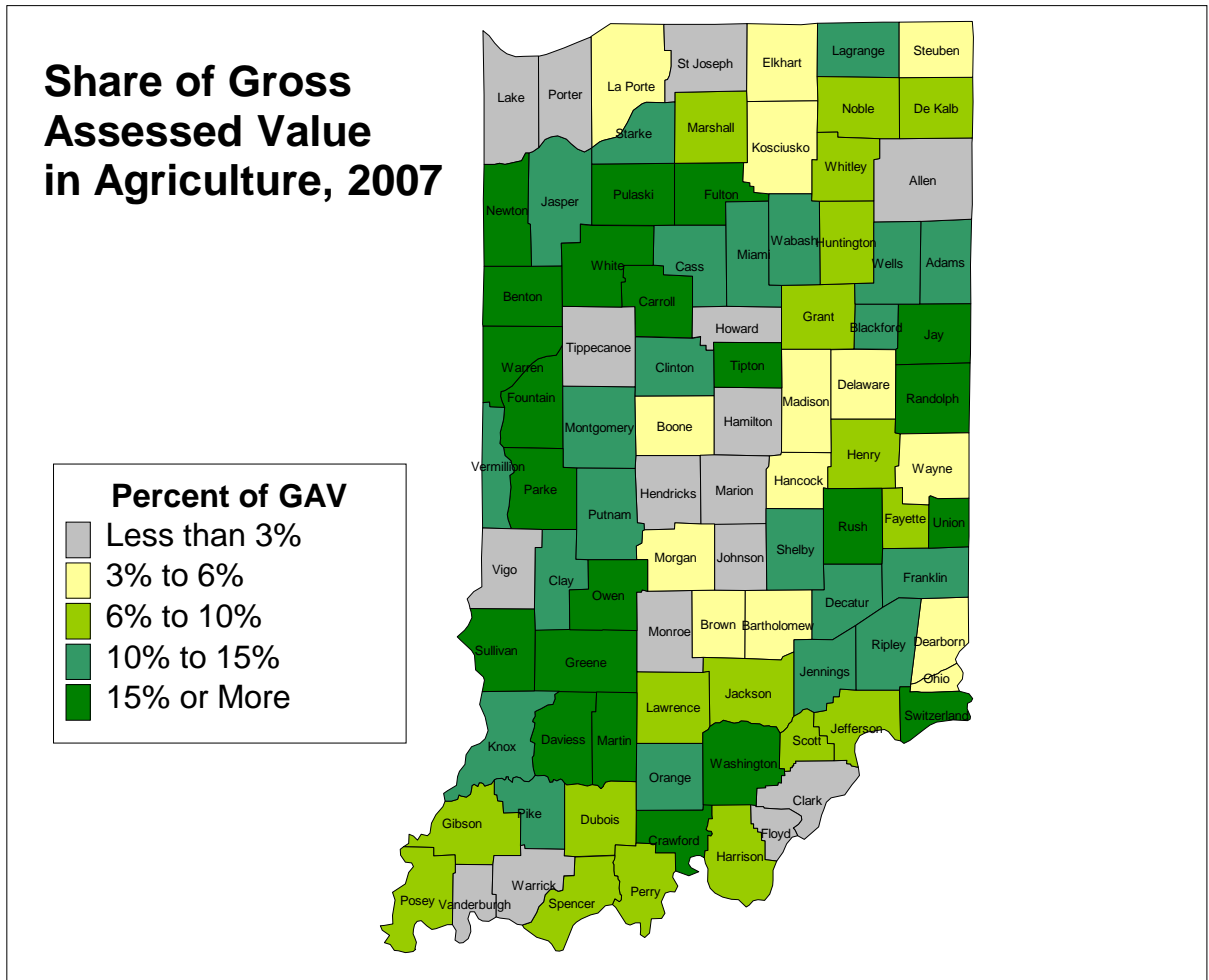 Share of Gross
Assessed Value
in Agriculture, 2007
Percent of GAV
Less than 3%
3% to 6%
6% to 10%
10% to 15%
15% or More
Lake
Porter
La Porte
St Joseph
Elkhart
Lagrange
Steuben
Noble
De Kalb
Starke
Marshall
Kosciusko
Whitley
Allen
Newton
Jasper
Pulaski
Fulton
Wabash
Huntington
Miami
Wells
Adams
White
Cass
Benton
Carroll
Grant
Howard
Blackford
Jay
Tippecanoe
Clinton
Tipton
Warren
Fountain
Delaware
Madison
Randolph
Montgomery
Boone
Hamilton
Henry
Wayne
Vermillion
Parke
Hendricks
Marion
Hancock
Putnam
Rush
Fayette
Union
Vigo
Clay
Morgan
Johnson
Shelby
Franklin
Owen
Decatur
Monroe
Brown
Bartholomew
Ripley
Dearborn
Sullivan
Greene
Jennings
Ohio
Jackson
Lawrence
Switzerland
Jefferson
Scott
Knox
Daviess
Martin
Washington
Orange
Clark
Pike
Dubois
Gibson
Crawford
Floyd
Harrison
Warrick
Perry
Posey
Vanderburgh
Spencer